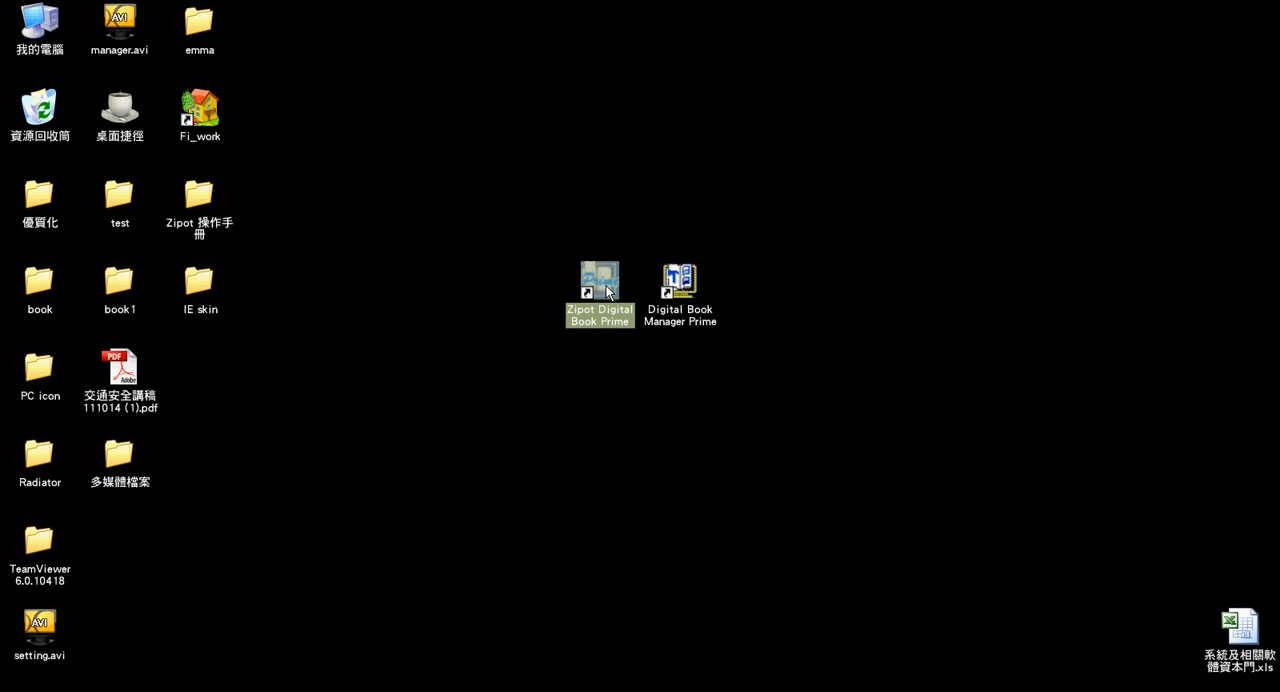 我的電腦
manager.avi
emma
資源回收筒
桌面捷徑
Fi_work
優質化
test
Zipot 操作手
冊
book
book1
IE skin
Zipot Digital
Book Prime
Digital Book
Manager Prime
PC icon
交通安全講稿
111014 (1).pdf
Radiator
多媒體檔案
TeamViewer
6.0.10418
setting.avi
系統及相關軟
體資本門.xls
AVI
AVI
PDF
Adobe